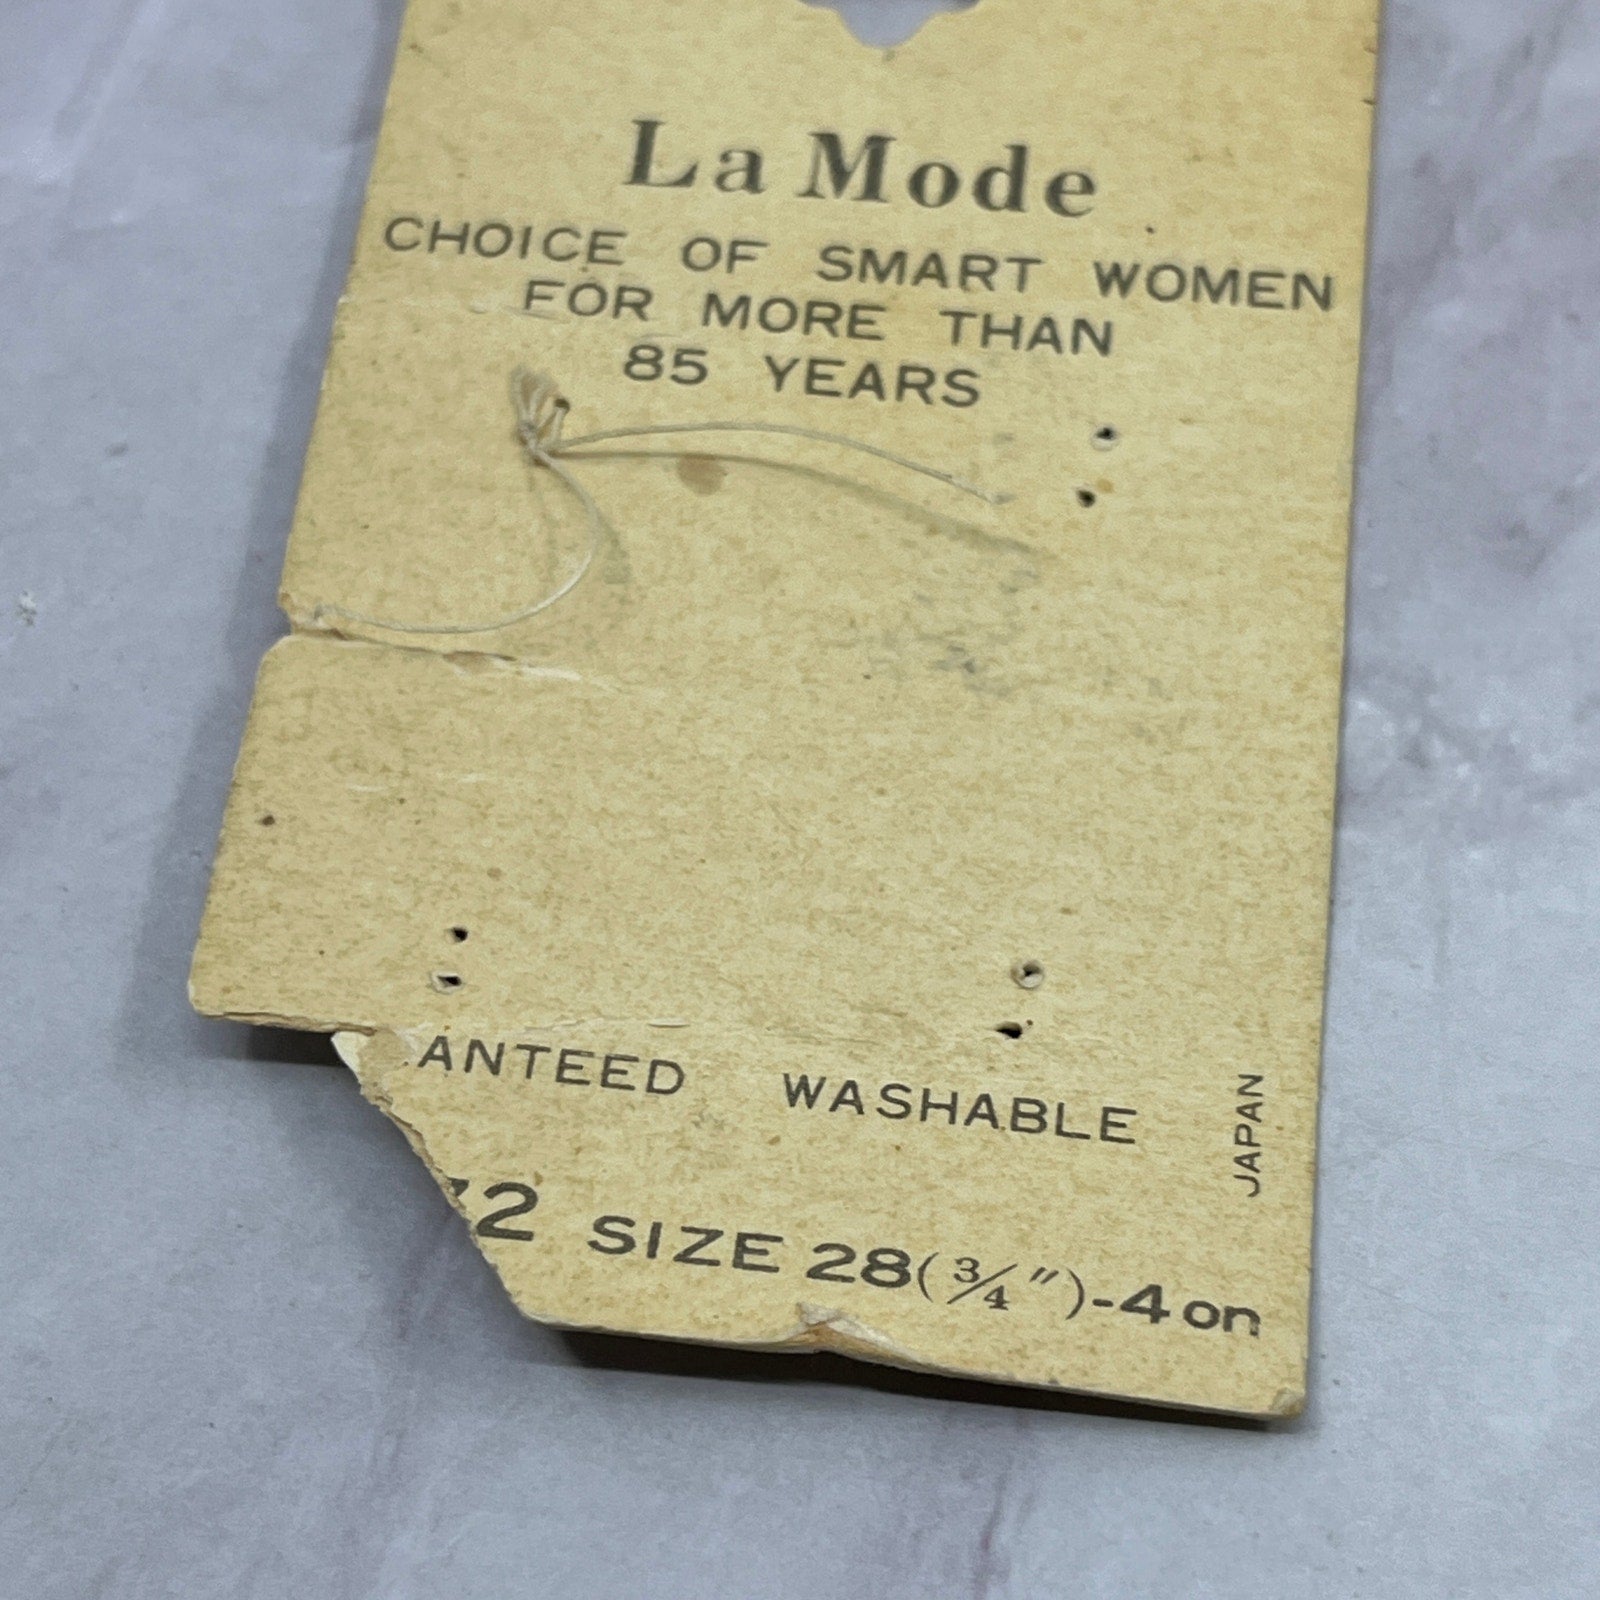 La Mode
CHOICE OF SMART WOMEN
FOR MORE THAN
85 YEARS
ANTEED WASHABLE
JAPAN
2 SIZE 28(3/4")-4 on